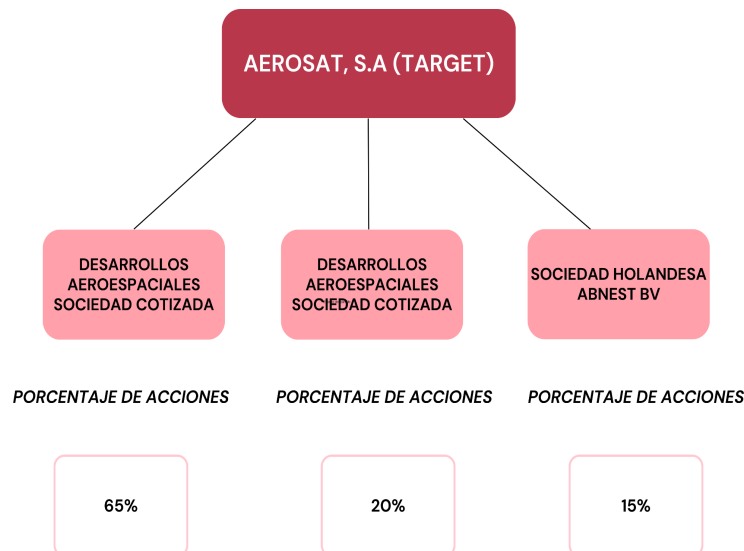 AEROSAT, S.A (TARGET)
DESARROLLOS
AEROESPACIALES
SOCIEDAD COTIZADA
DESARROLLOS
AEROESPACIALES
SOCIEDAD COTIZADA
SOCIEDAD HOLANDESA
ABNEST BV
PORCENTAJE DE ACCIONES
PORCENTAJE DE ACCIONES
PORCENTAJE DE ACCIONES
65%
20%
15%